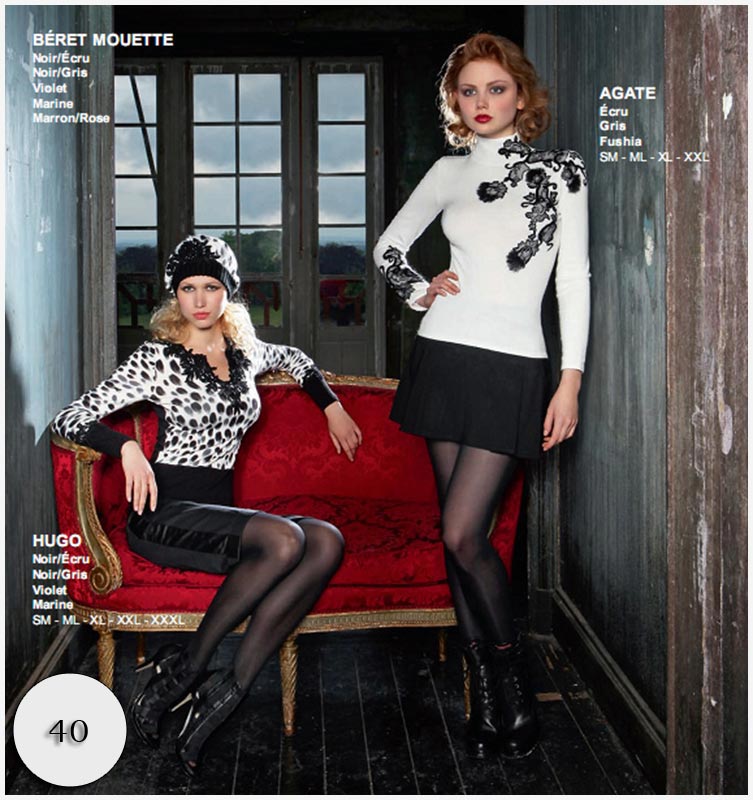 BÉRET MOUETTE
Noir/Écru
Noir/Gris
Violet
Marine
Marron/Rose
AGATE
Écru
Gris
Fushia
SM - ML - XL - XXL
HUGO
Noir/Écru
Noir/Gris
Violet
Marine
SM - ML - XL - XXL - XXXL
40